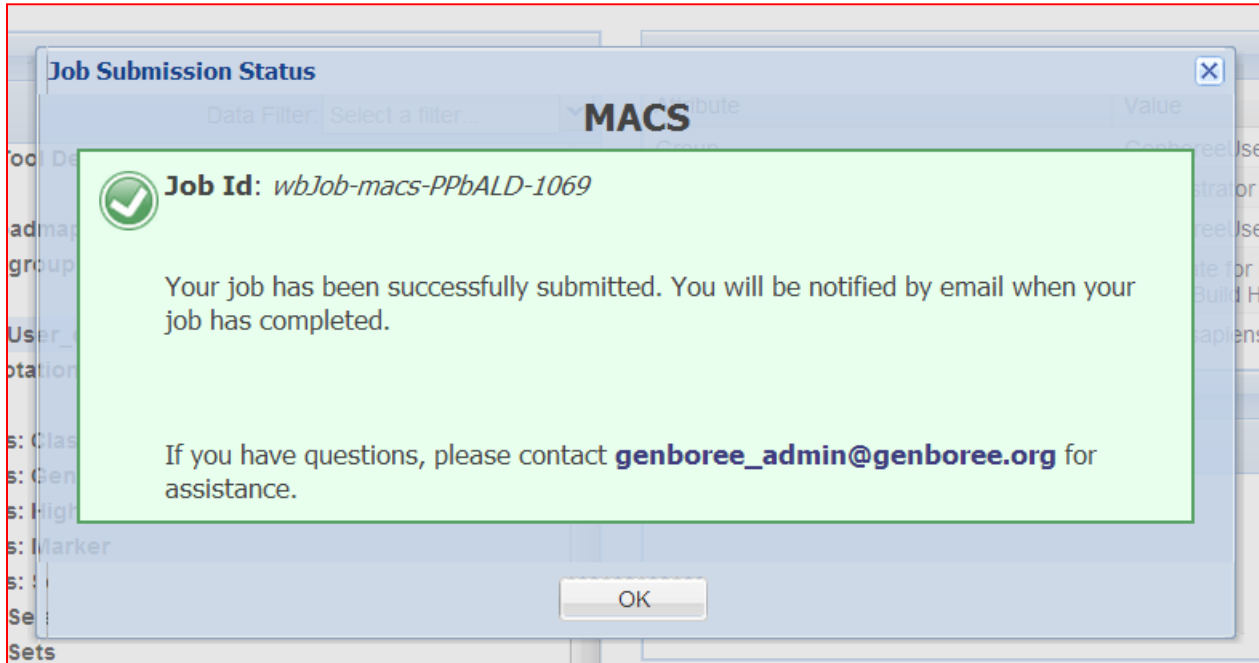 Job Submission Status
Data Filter: Select a filter...
Attribute Value
MACS
Group
Job Id: wbJob-macs-PPbALD-1069
Your job has been successfully submitted. You will be notified by email when your
job has completed.
If you have questions, please contact genboree_admin@genboree.org for
assistance.
s: Marker
OK
Sets